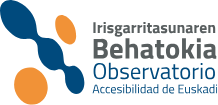 Irisgarritasunaren
Behatokia
Observatorio
Accesibilidad de Euskadi